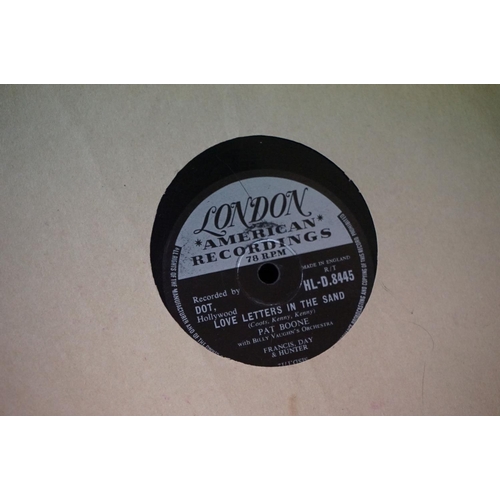 LONDON
*AMERICAN*
RECORDINGS
78 RPM
MADE IN ENGLAND
R/T
Recorded by
DOT,
Hollywood
HL-D.8445
LOVE LETTERS IN THE SAND
(Coots, Kenny, Kenny)
PAT BOONE
with BILLY VAUGHN'S ORCHESTRA
FRANCIS, DAY
& HUNTER